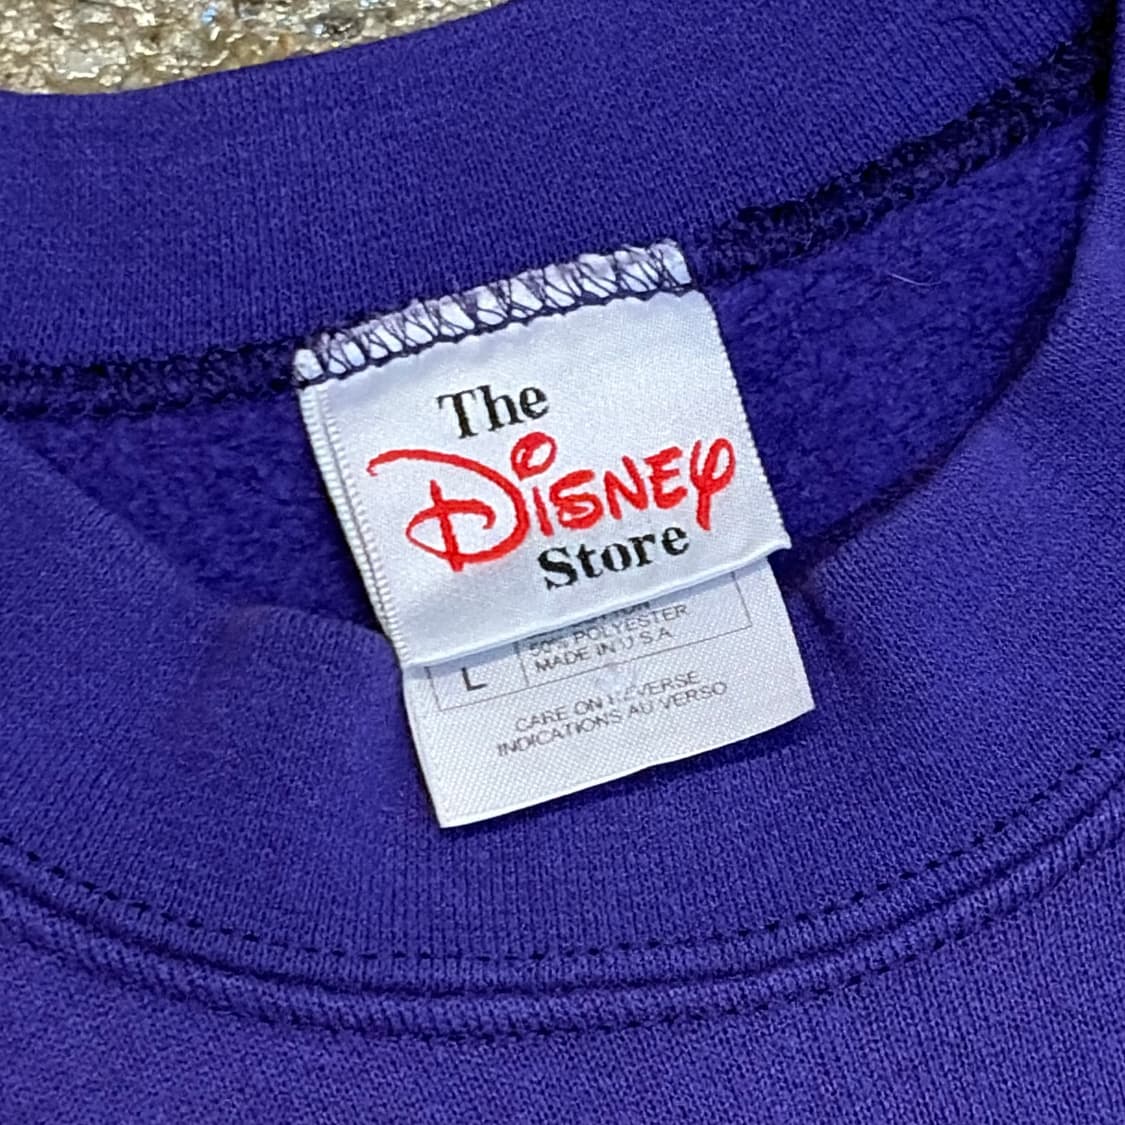 The
Disney
Store
50% POLYESTER
L
MADE IN U.S.A.
CARE ON REVERSE
INDICATIONS AU VERSO